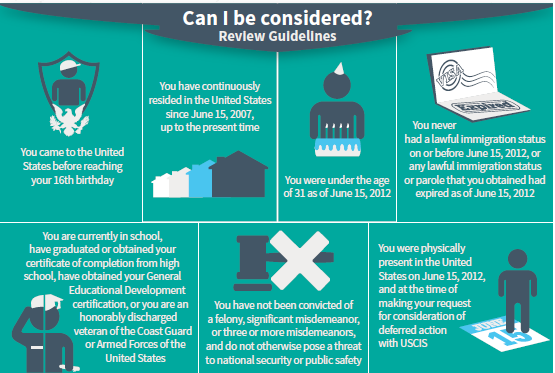 Can I be considered?
Review Guidelines
You came to the United
States before reaching
your 16th birthday
You have continuously
resided in the United States
since June 15, 2007,
up to the present time
You were under the age
of 31 as of June 15, 2012
VISA
Expired
You never
had a lawful immigration status
on or before June 15, 2012, or
any lawful immigration status
or parole that you obtained had
expired as of June 15, 2012
You are currently in school,
have graduated or obtained your
certificate of completion from high
school, have obtained your General
Educational Development
certification, or you are an
honorably discharged
veteran of the Coast Guard
or Armed Forces of the
United States
You have not been convicted of
a felony, significant misdemeanor,
or three or more misdemeanors,
and do not otherwise pose a threat
to national security or public safety
You were physically
present in the United
States on June 15, 2012,
and at the time of
making your request
for consideration of
deferred action
with USCIS
JUNE
15